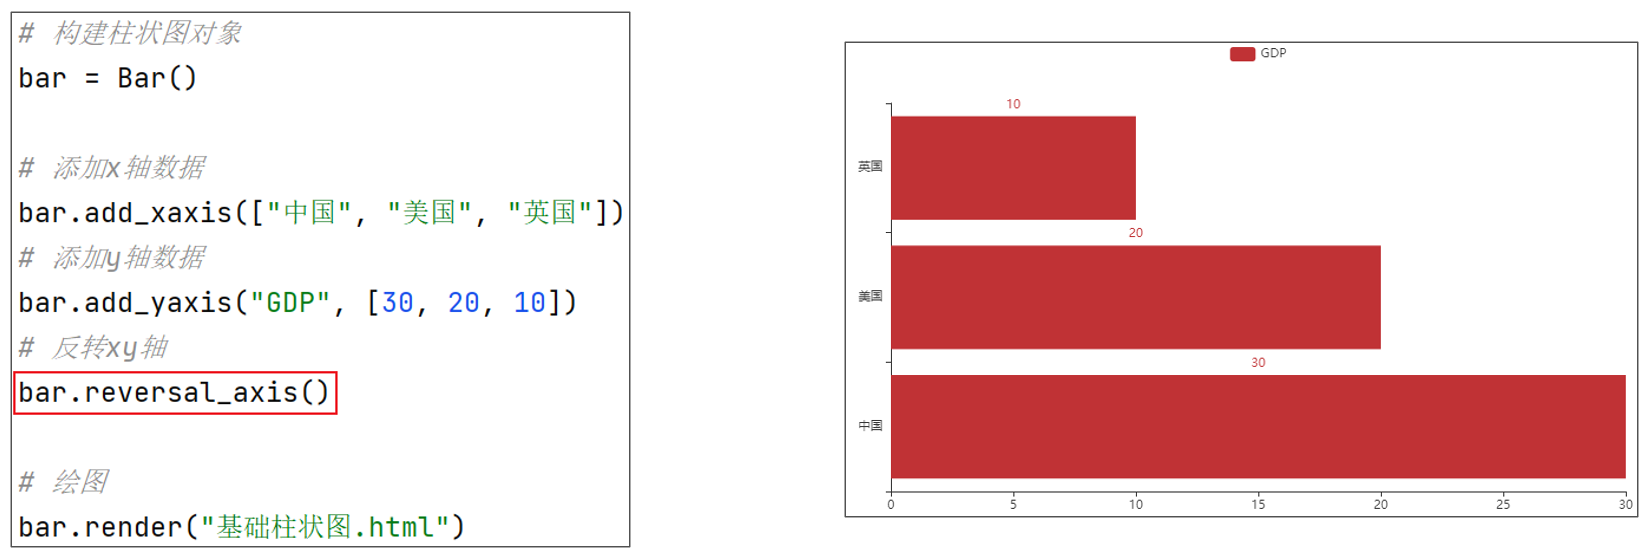 # 构建柱状图对象
bar = Bar()
# 添加x轴数据
bar.add_xaxis(["中国", "美国", "英国"])
# 添加y轴数据
bar.add_yaxis("GDP", [30, 20, 10])
# 反转xy轴
bar.reversal_axis()
# 绘图
bar.render("基础柱状图.html")
GDP
10
英国
20
美国
30
中国
0 5 10 15 20 25 30